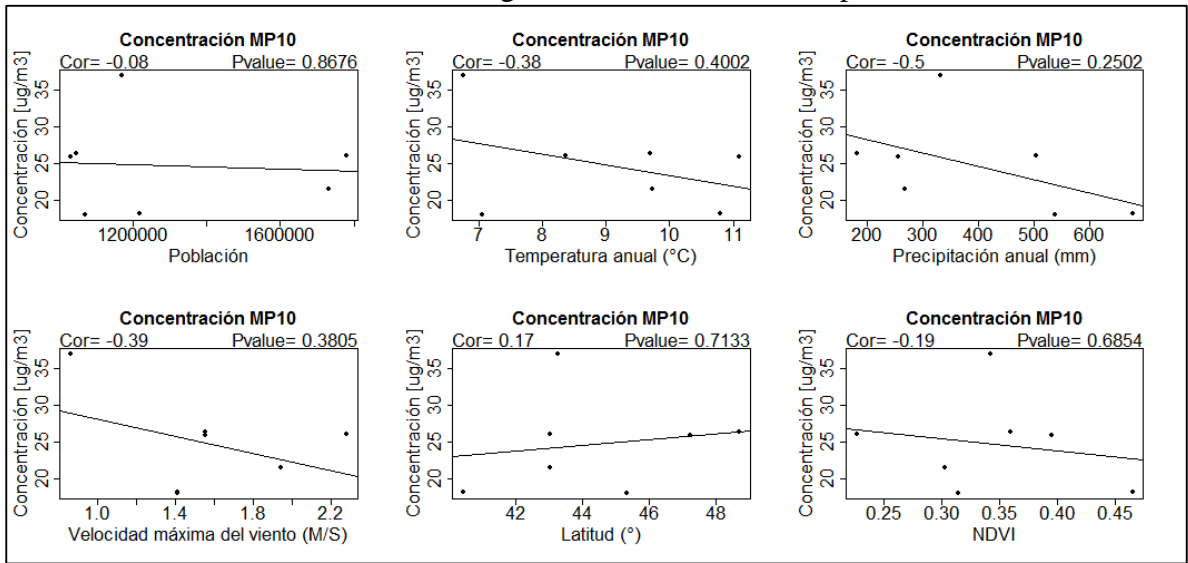 Concentración MP10
Cor= -0.08 Pvalue= 0.8676
Concentración [ug/m3]
20 25 30 35
1200000 1600000
Población
Concentración MP10
Cor= -0.38 Pvalue= 0.4002
Concentración [ug/m3]
20 25 30 35
7 8 9 10 11
Temperatura anual (°C)
Concentración MP10
Cor= -0.5 Pvalue= 0.2502
Concentración [ug/m3]
20 25 30 35
200 300 400 500 600
Precipitación anual (mm)
Concentración MP10
Cor= -0.39 Pvalue= 0.3805
Concentración [ug/m3]
20 25 30 35
1.0 1.4 1.8 2.2
Velocidad máxima del viento (M/S)
Concentración MP10
Cor= 0.17 Pvalue= 0.7133
Concentración [ug/m3]
20 25 30 35
42 44 46 48
Latitud (°)
Concentración MP10
Cor= -0.19 Pvalue= 0.6854
Concentración [ug/m3]
20 25 30 35
0.25 0.30 0.35 0.40 0.45
NDVI